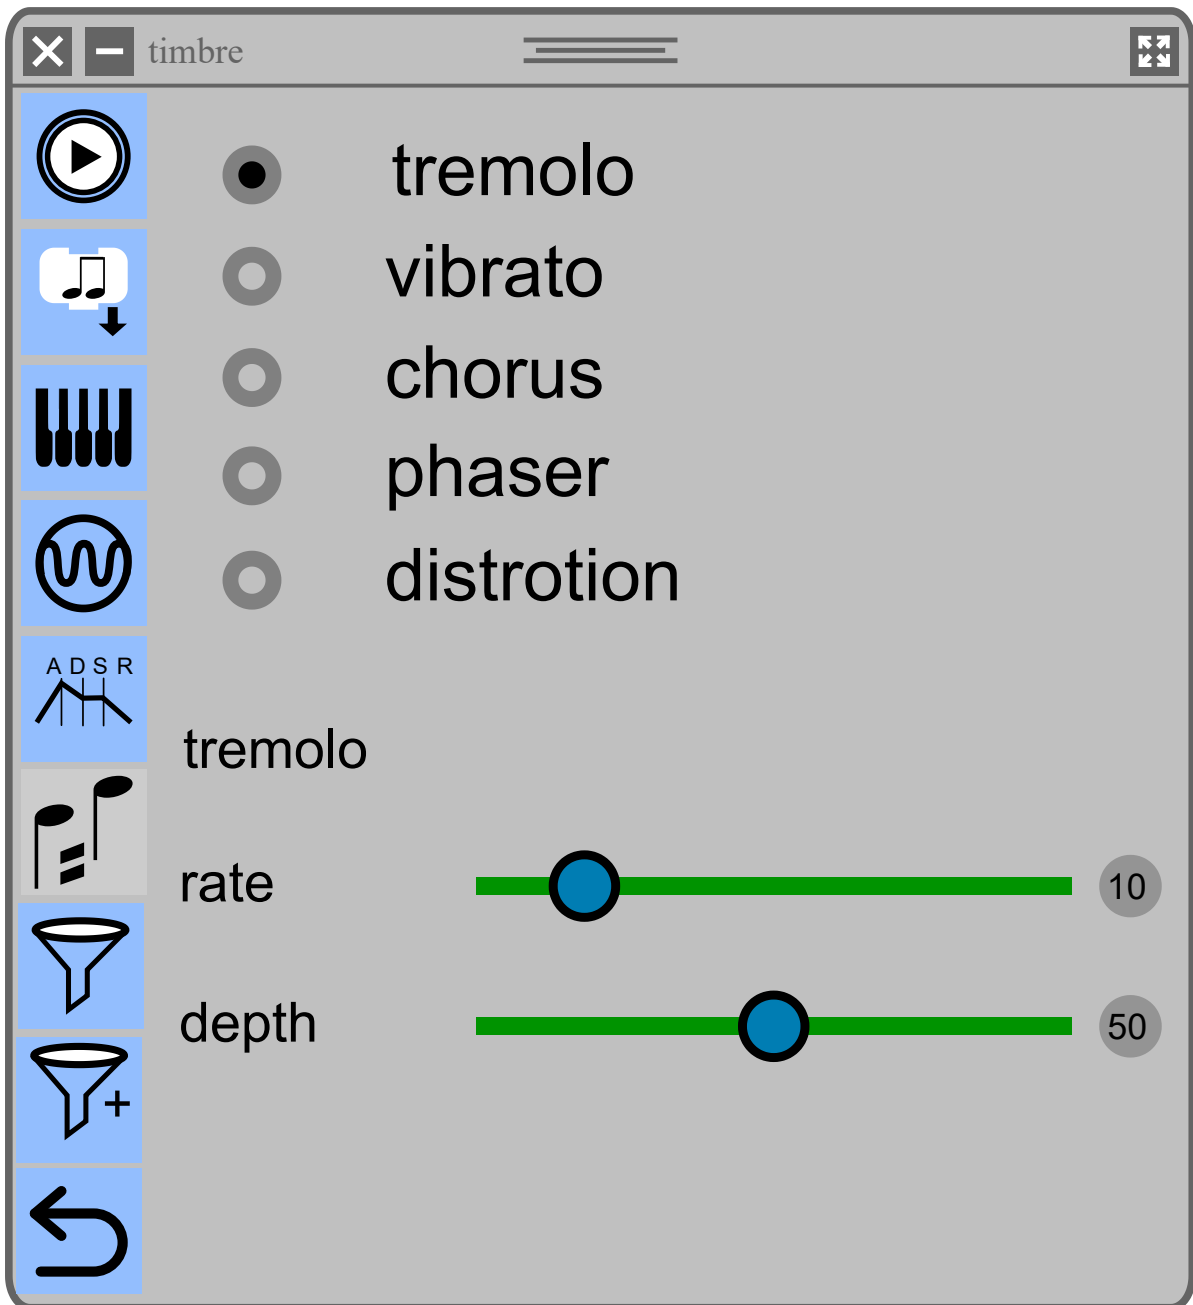 timbre
tremolo
vibrato
chorus
phaser
distrotion
A D S R
tremolo
rate
10
depth
50